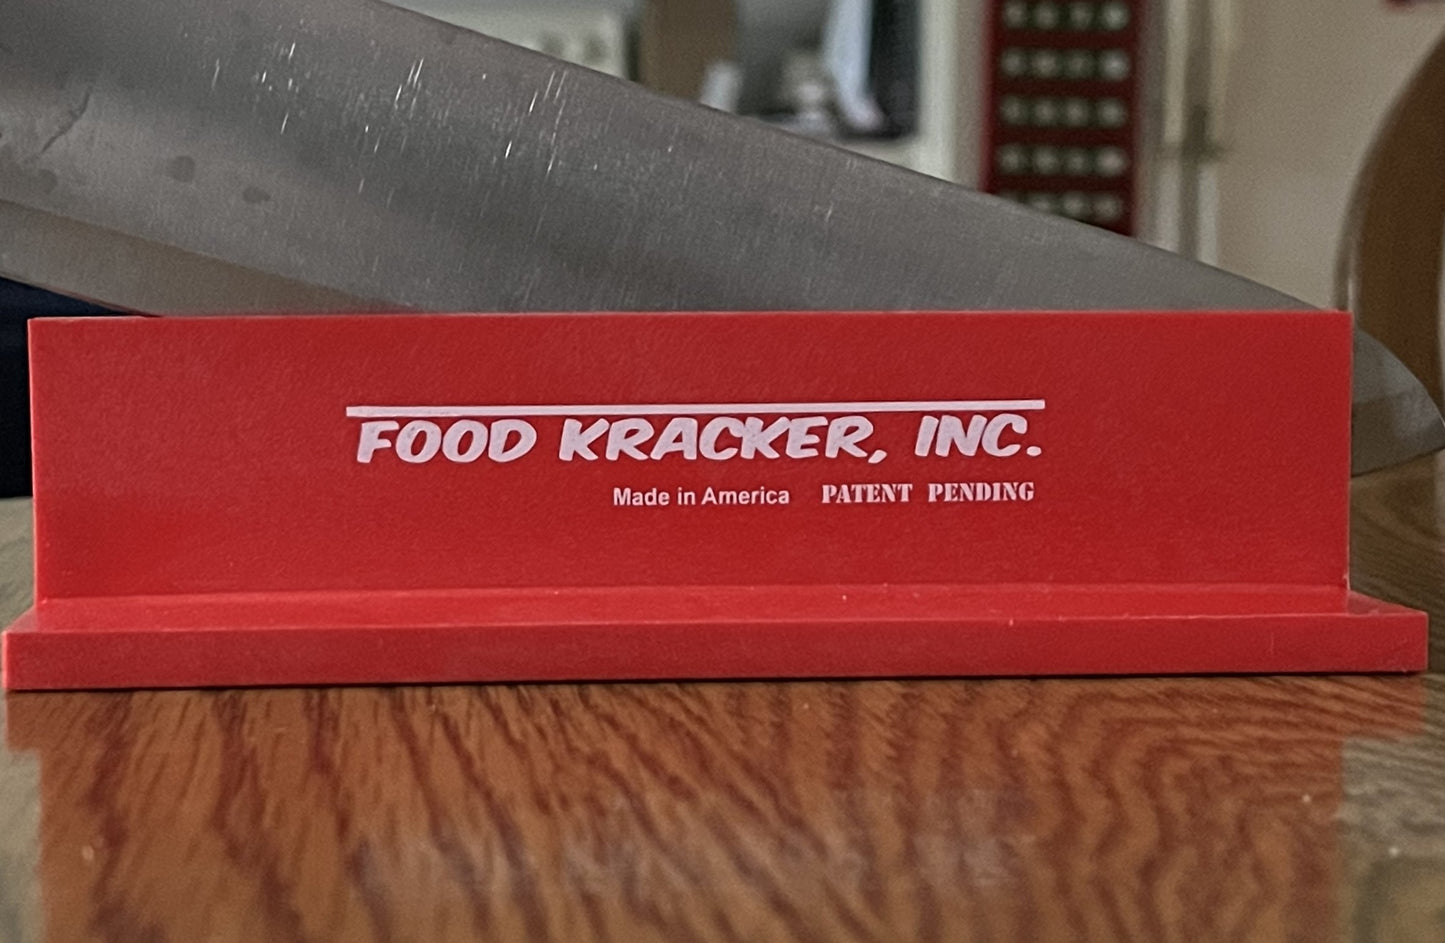 FOOD KRACKER, INC.
Made in America PATENT PENDING